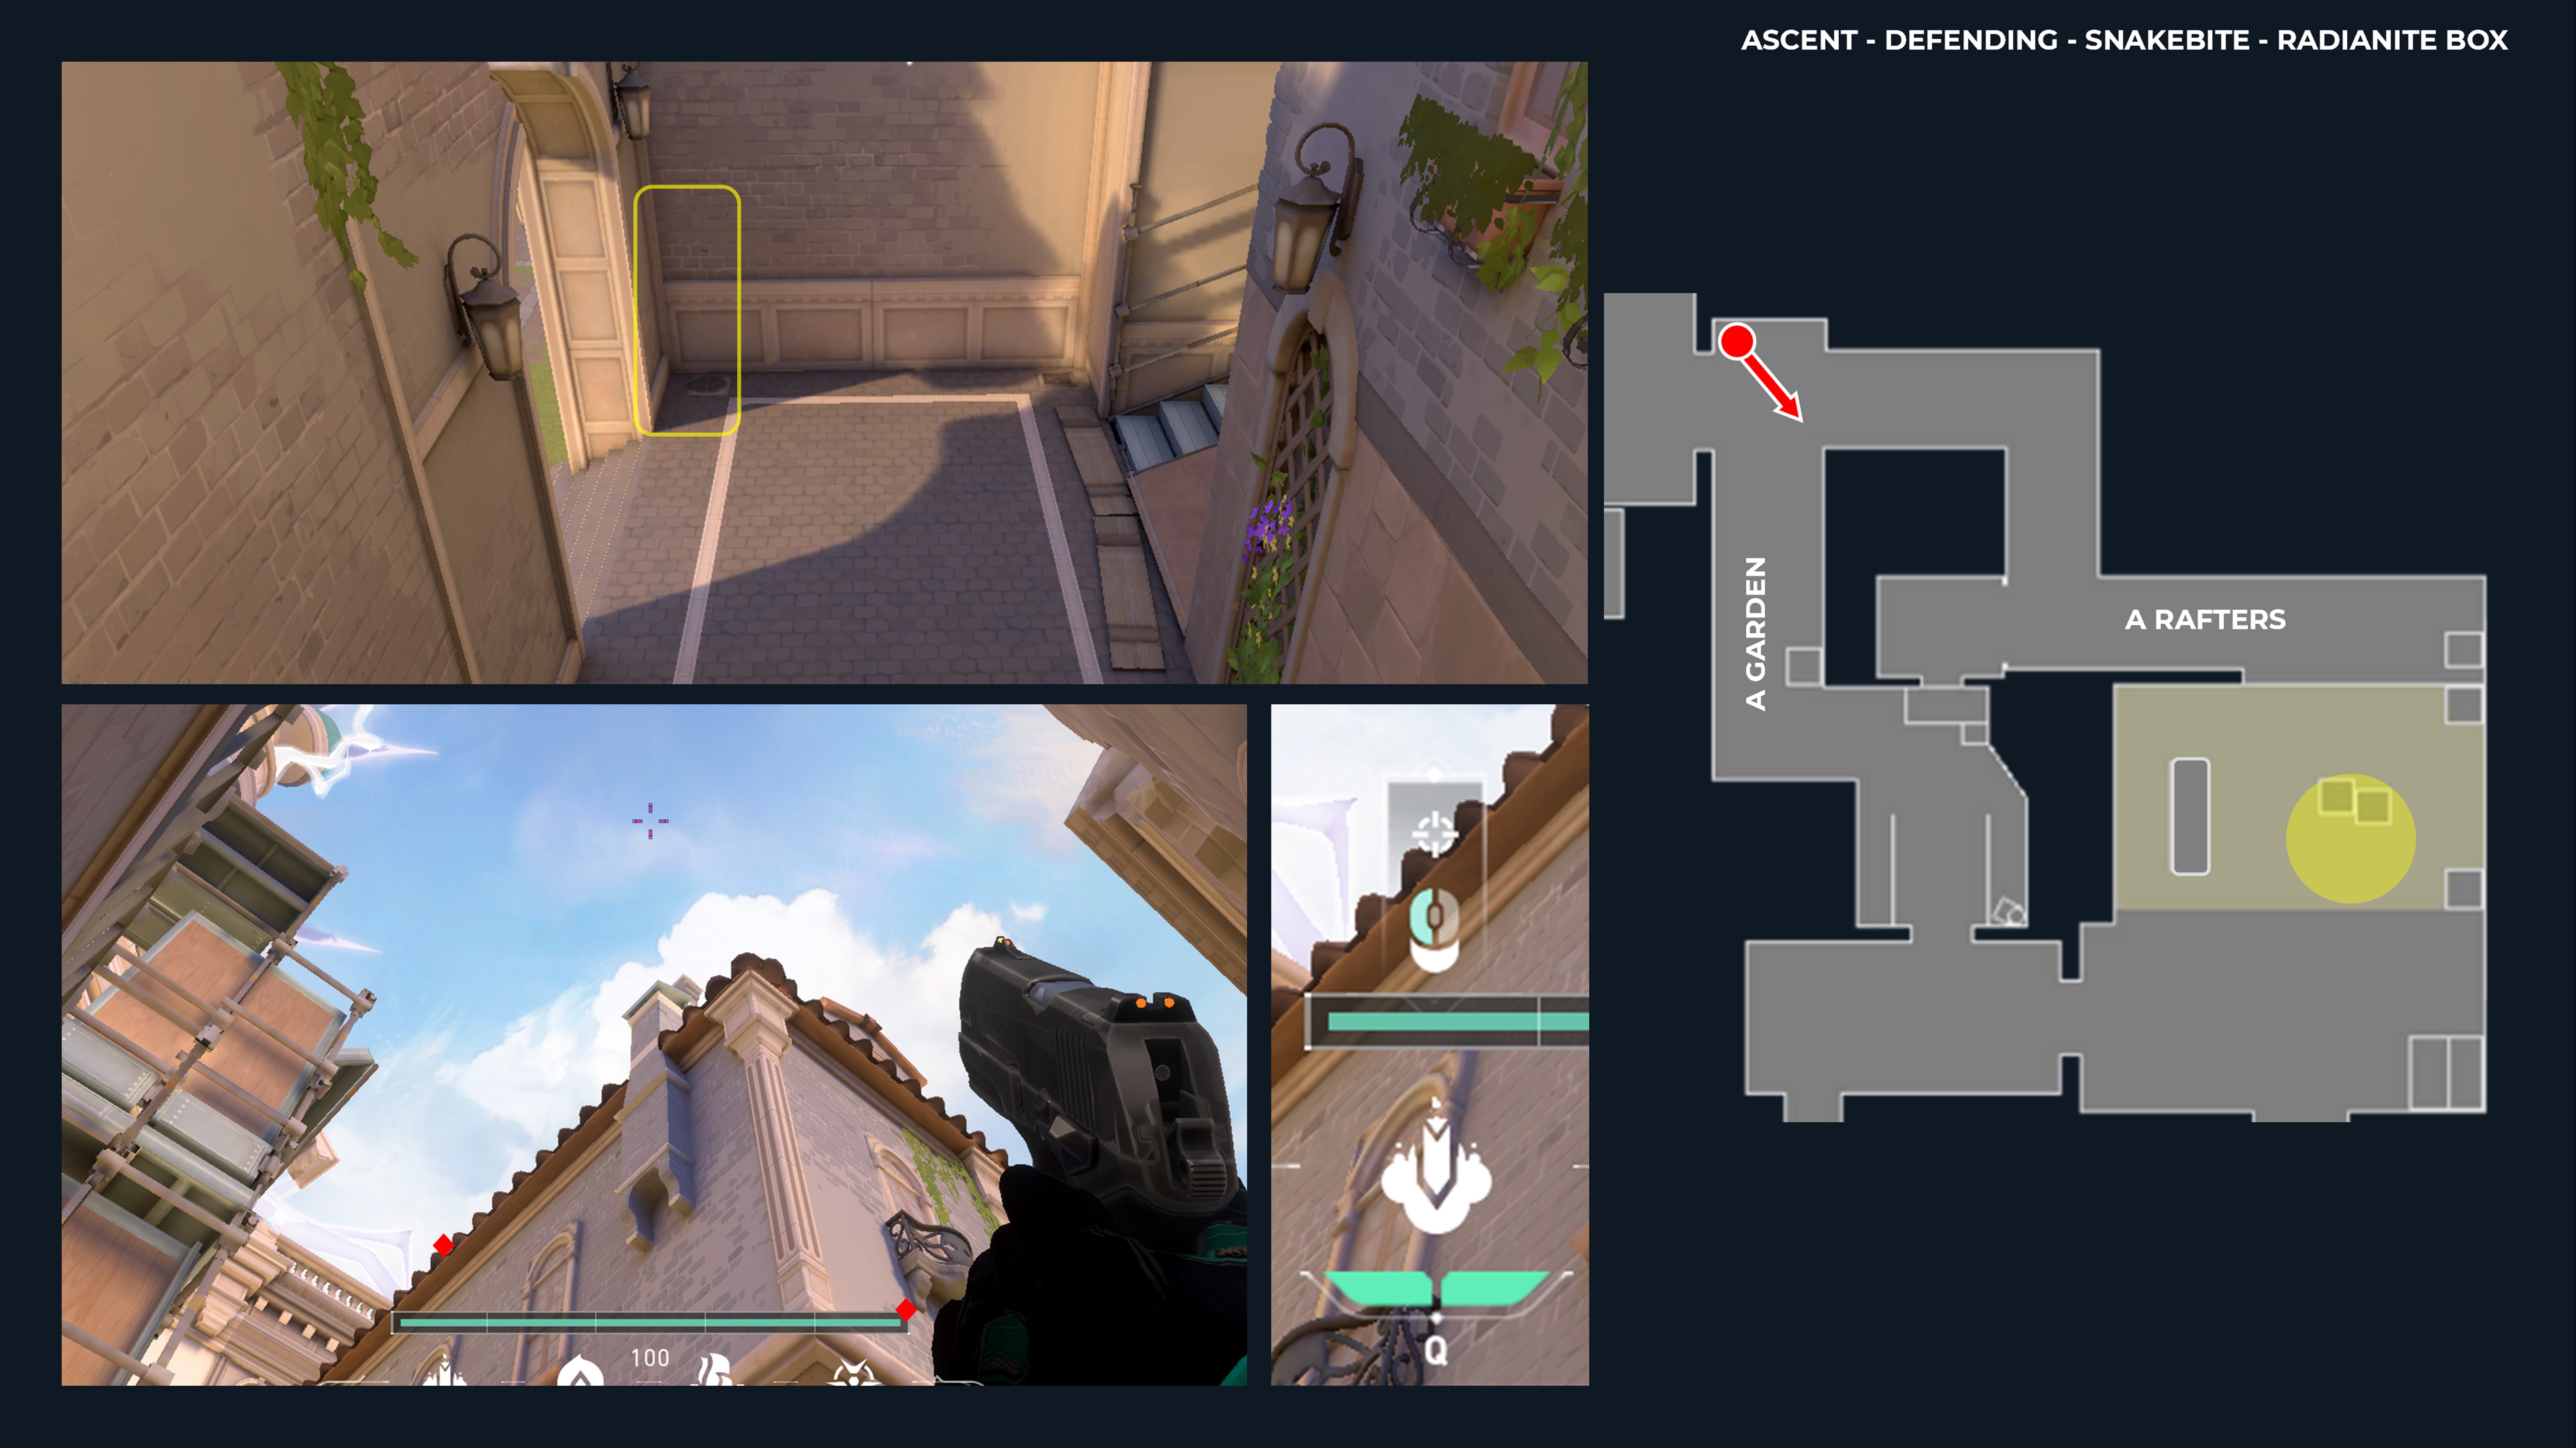 ASCENT - DEFENDING - SNAKEBITE - RADIANITE BOX
A GARDEN
A RAFTERS
100
Q